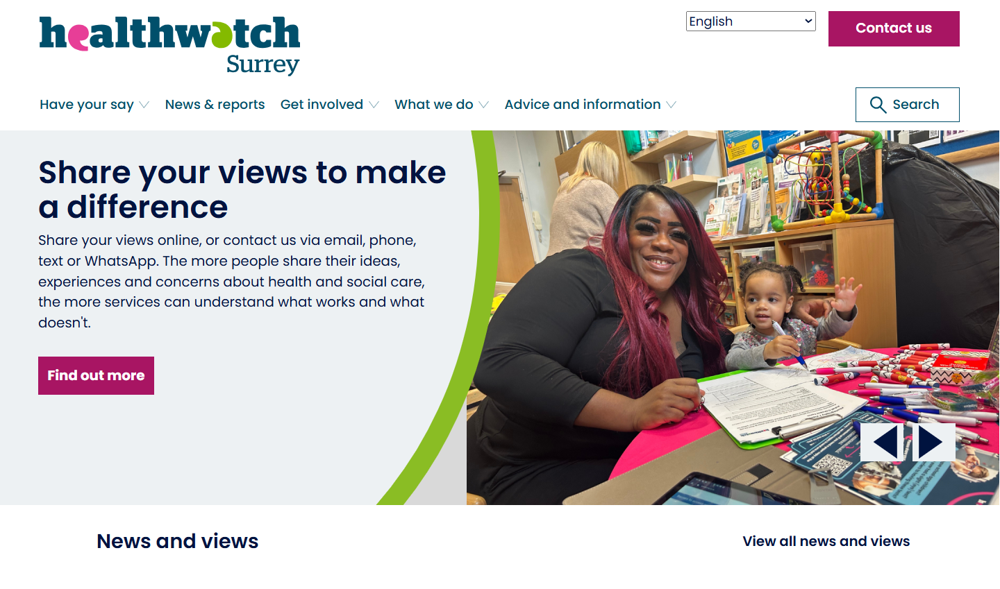 healthwatch
Surrey
English
Contact us
Have your say
News & reports
Get involved
What we do
Advice and information
Search
Share your views to make
a difference
Share your views online, or contact us via email, phone,
text or WhatsApp. The more people share their ideas,
experiences and concerns about health and social care,
the more services can understand what works and what
doesn't.
Find out more
News and views
View all news and views